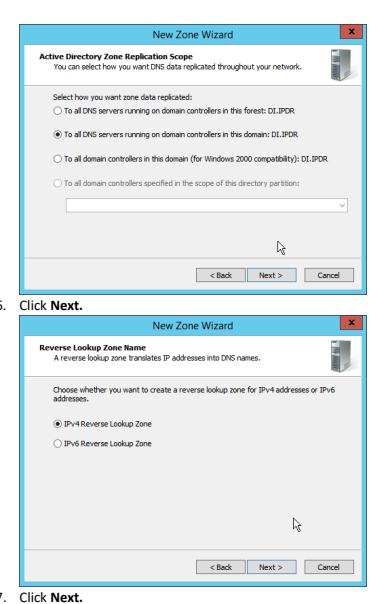 New Zone Wizard
x
Active Directory Zone Replication Scope
You can select how you want DNS data replicated throughout your network.
Select how you want zone data replicated:
To all DNS servers running on domain controllers in this forest: DI.IPDR
To all DNS servers running on domain controllers in this domain: DI.IPDR
To all domain controllers in this domain (for Windows 2000 compatibility): DI.IPDR
To all domain controllers specified in the scope of this directory partition:
< Back Next > Cancel
Click Next.
New Zone Wizard
x
Reverse Lookup Zone Name
A reverse lookup zone translates IP addresses into DNS names.
Choose whether you want to create a reverse lookup zone for IPv4 addresses or IPv6
addresses.
IPv4 Reverse Lookup Zone
IPv6 Reverse Lookup Zone
< Back Next > Cancel
Click Next.